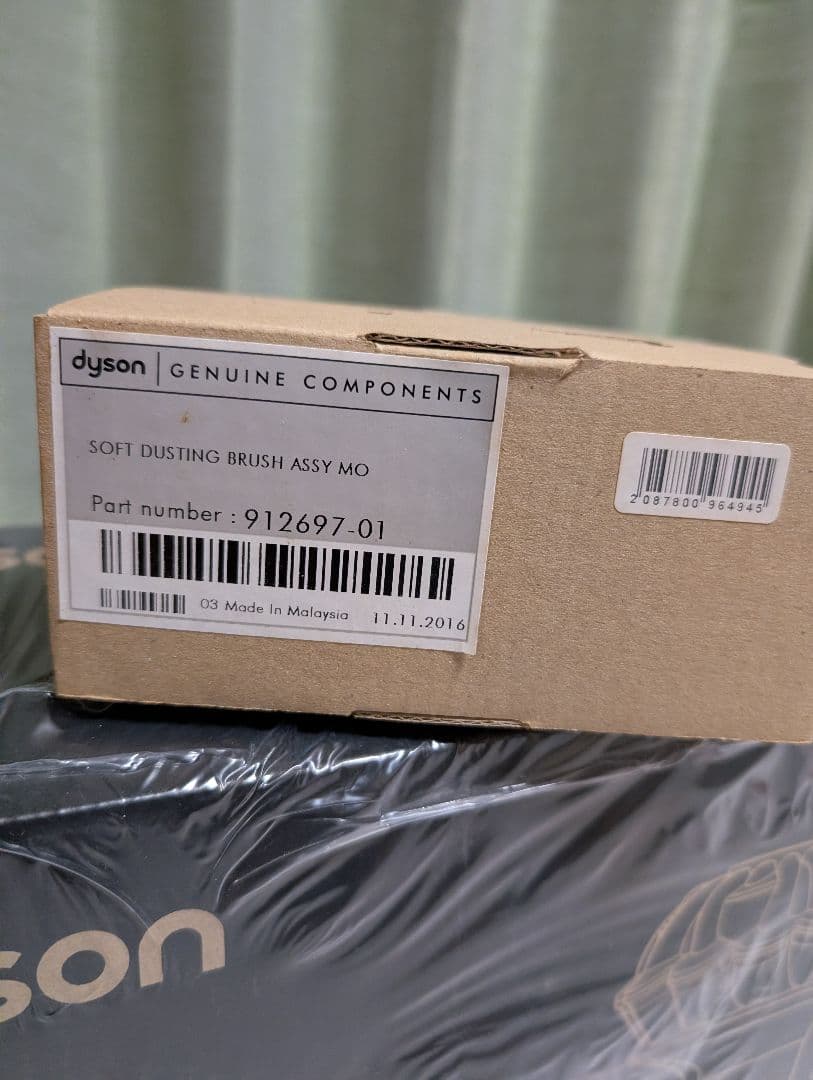 dyson | GENUINE COMPONENTS
SOFT DUSTING BRUSH ASSY MO
Part number : 912697-01
03 Made In Malaysia 11.11.2016
2 087800 964945
son